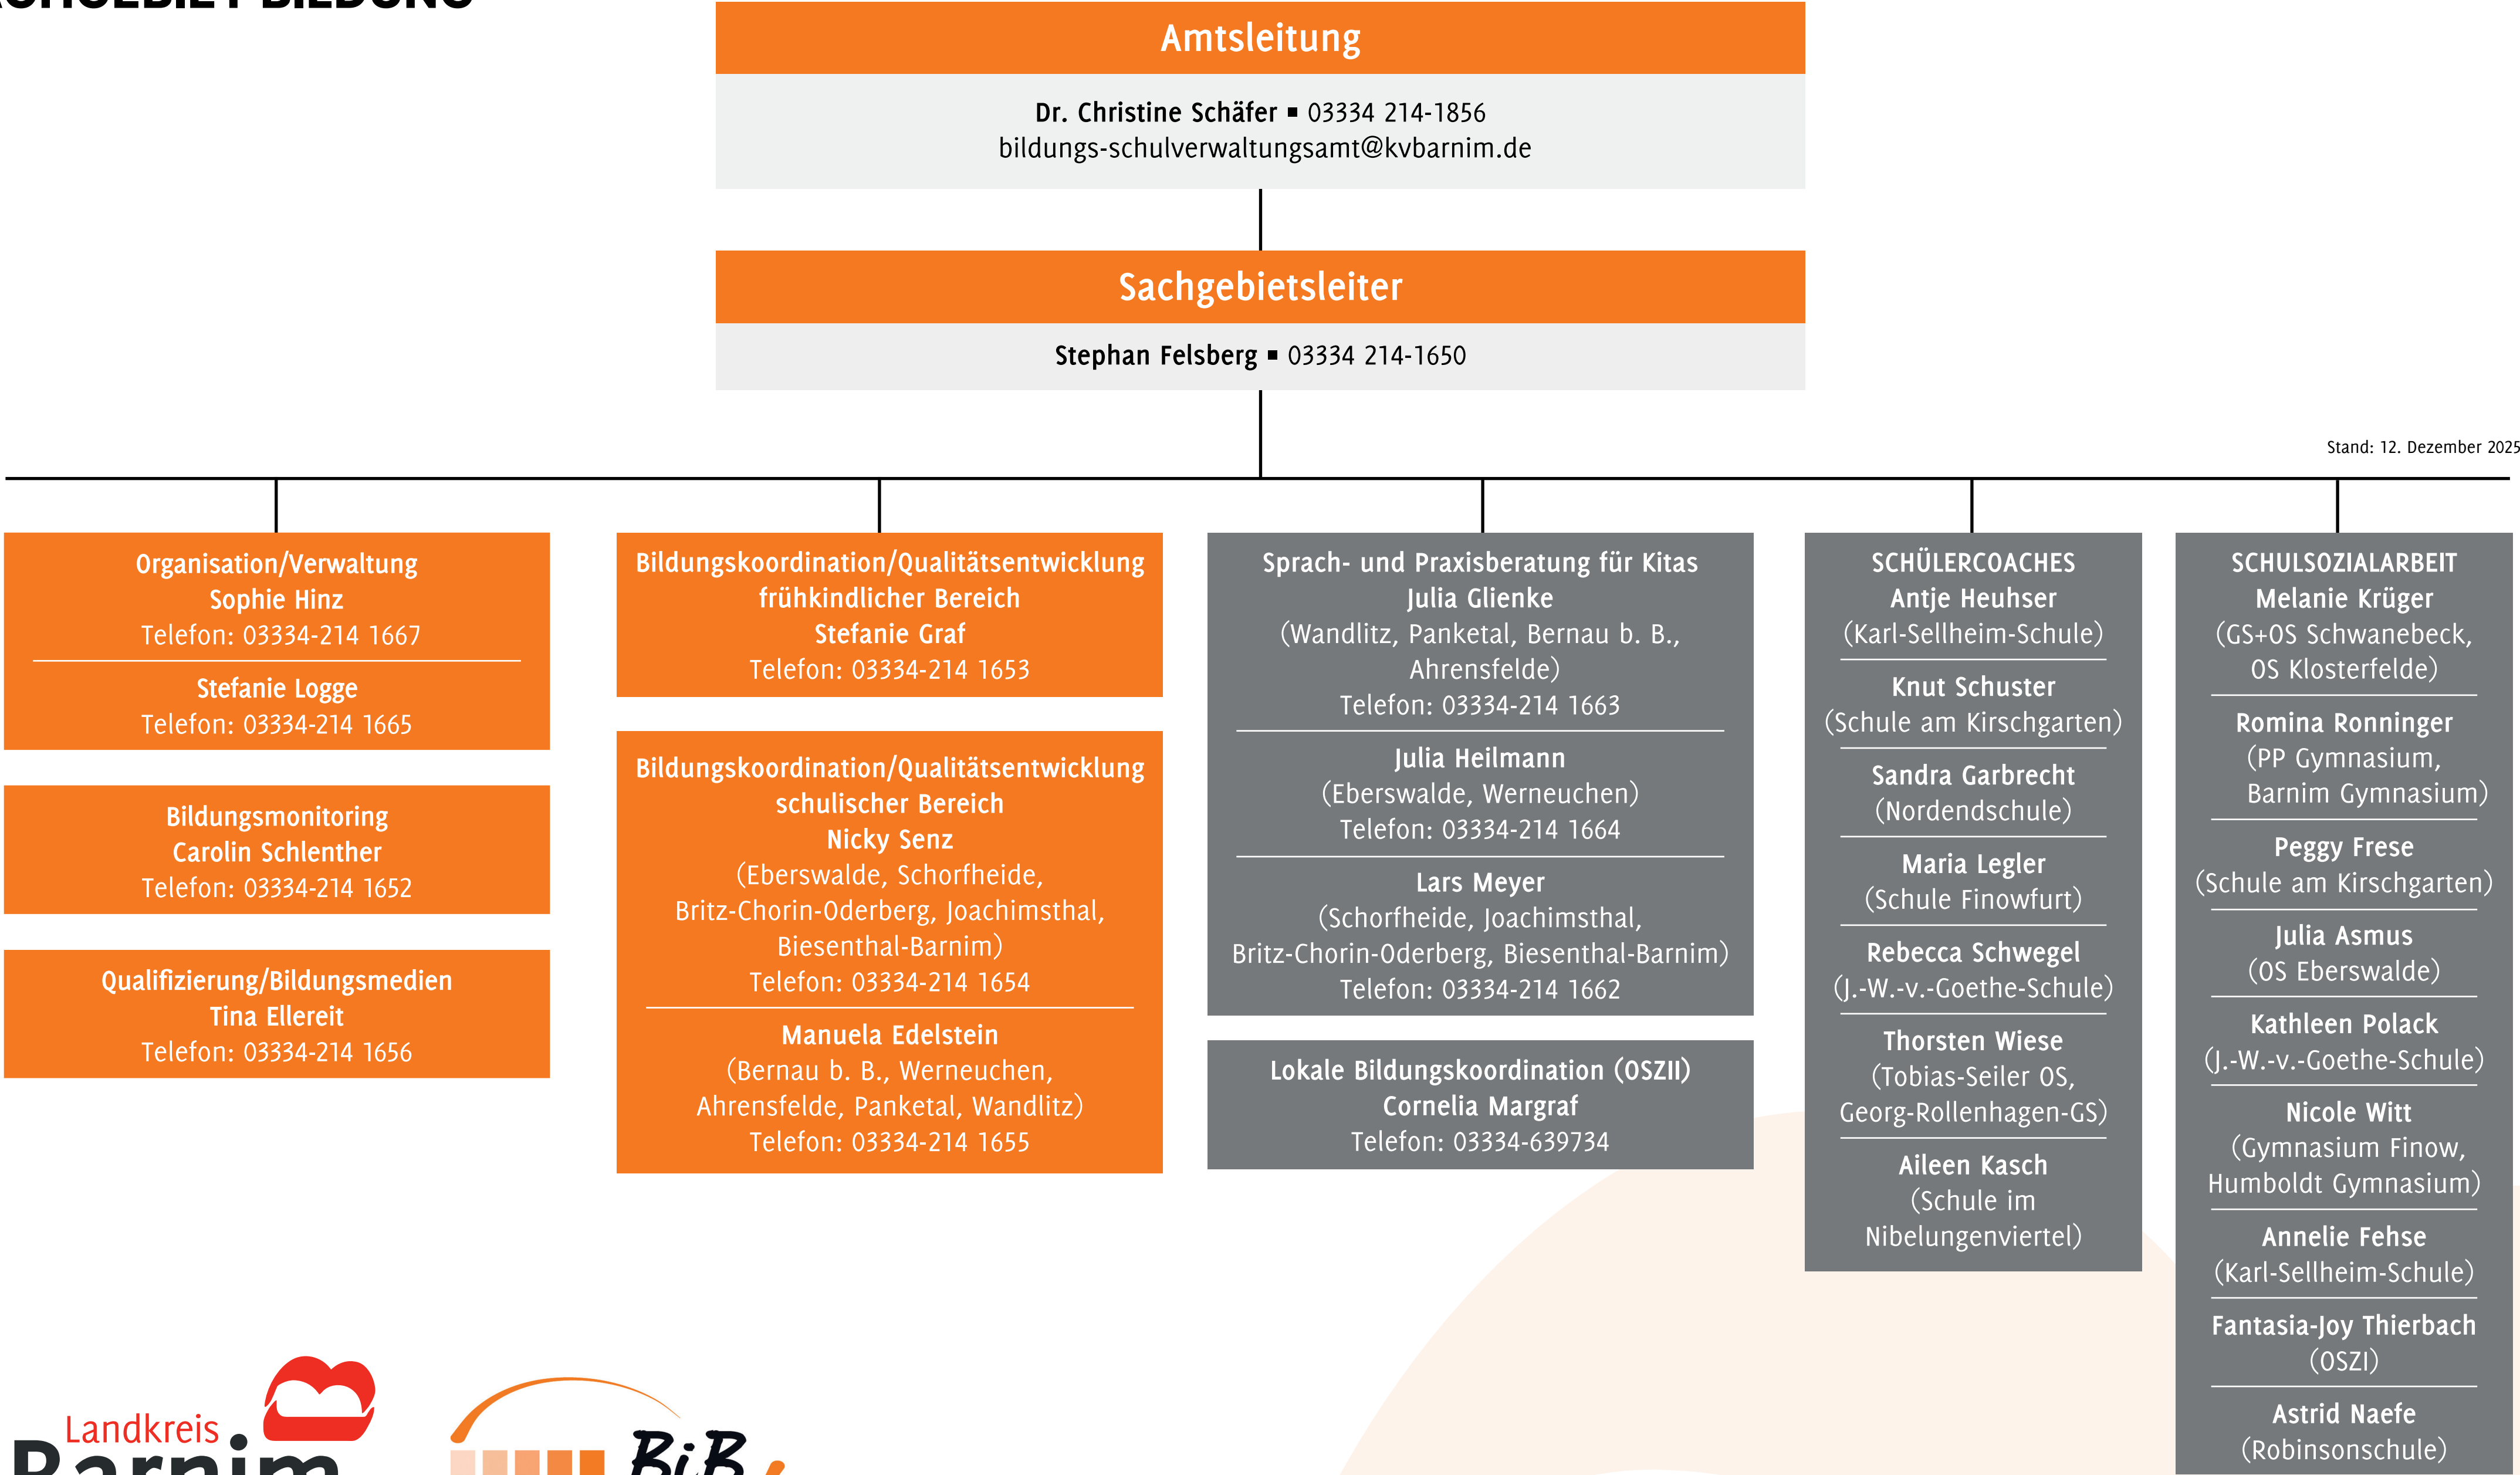 BILDUNG
Amtsleitung
Dr. Christine Schäfer ▪ 03334 214-1856
bildungs-schulverwaltungsamt@kvbarnim.de
Sachgebietsleiter
Stephan Felsberg ▪ 03334 214-1650
Stand: 12. Dezember 2025
Organisation/Verwaltung
Sophie Hinz
Telefon: 03334-214 1667
Stefanie Logge
Telefon: 03334-214 1665
Bildungsmonitoring
Carolin Schlenther
Telefon: 03334-214 1652
Qualifizierung/Bildungsmedien
Tina Ellereit
Telefon: 03334-214 1656
Bildungskoordination/Qualitätsentwicklung
frühkindlicher Bereich
Stefanie Graf
Telefon: 03334-214 1653
Bildungskoordination/Qualitätsentwicklung
schulischer Bereich
Nicky Senz
(Eberswalde, Schorfheide,
Britz-Chorin-Oderberg, Joachimsthal,
Biesenthal-Barnim)
Telefon: 03334-214 1654
Manuela Edelstein
(Bernau b. B., Werneuchen,
Ahrensfelde, Panketal, Wandlitz)
Telefon: 03334-214 1655
Sprach- und Praxisberatung für Kitas
Julia Glienke
(Wandlitz, Panketal, Bernau b. B.,
Ahrensfelde)
Telefon: 03334-214 1663
Julia Heilmann
(Eberswalde, Werneuchen)
Telefon: 03334-214 1664
Lars Meyer
(Schorfheide, Joachimsthal,
Britz-Chorin-Oderberg, Biesenthal-Barnim)
Telefon: 03334-214 1662
Lokale Bildungskoordination (OSZII)
Cornelia Margraf
Telefon: 03334-639734
SCHÜLERCOACHES
Antje Heuhser
(Karl-Sellheim-Schule)
Knut Schuster
(Schule am Kirschgarten)
Sandra Garbrecht
(Nordendschule)
Maria Legler
(Schule Finowfurt)
Rebecca Schwegel
(J.-W.-v.-Goethe-Schule)
Thorsten Wiese
(Tobias-Seiler OS,
Georg-Rollenhagen-GS)
Aileen Kasch
(Schule im
Nibelungenviertel)
SCHULSOZIALARBEIT
Melanie Krüger
(GS+OS Schwanebeck,
OS Klosterfelde)
Romina Ronninger
(PP Gymnasium,
Barnim Gymnasium)
Peggy Frese
(Schule am Kirschgarten)
Julia Asmus
(OS Eberswalde)
Kathleen Polack
(J.-W.-v.-Goethe-Schule)
Nicole Witt
(Gymnasium Finow,
Humboldt Gymnasium)
Annelie Fehse
(Karl-Sellheim-Schule)
Fantasia-Joy Thierbach
(OSZI)
Astrid Naefe
(Robinsonschule)
Landkreis
Barnim
BiB